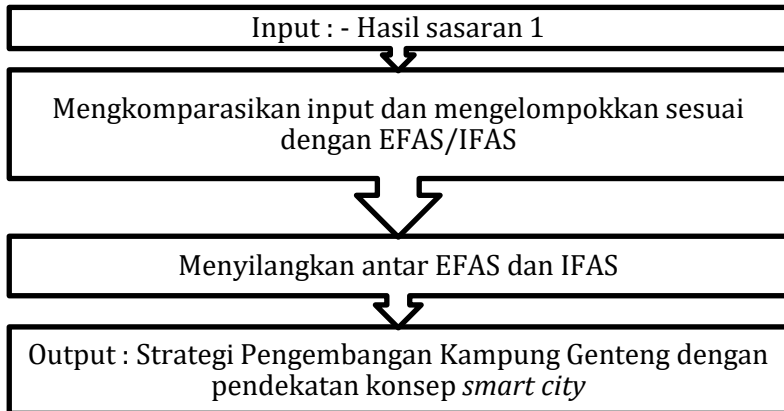 Input : - Hasil sasaran 1
Mengkomparasikan input dan mengelompokkan sesuai
dengan EFAS/IFAS
Menyilangkan antar EFAS dan IFAS
Output : Strategi Pengembangan Kampung Genteng dengan
pendekatan konsep smart city